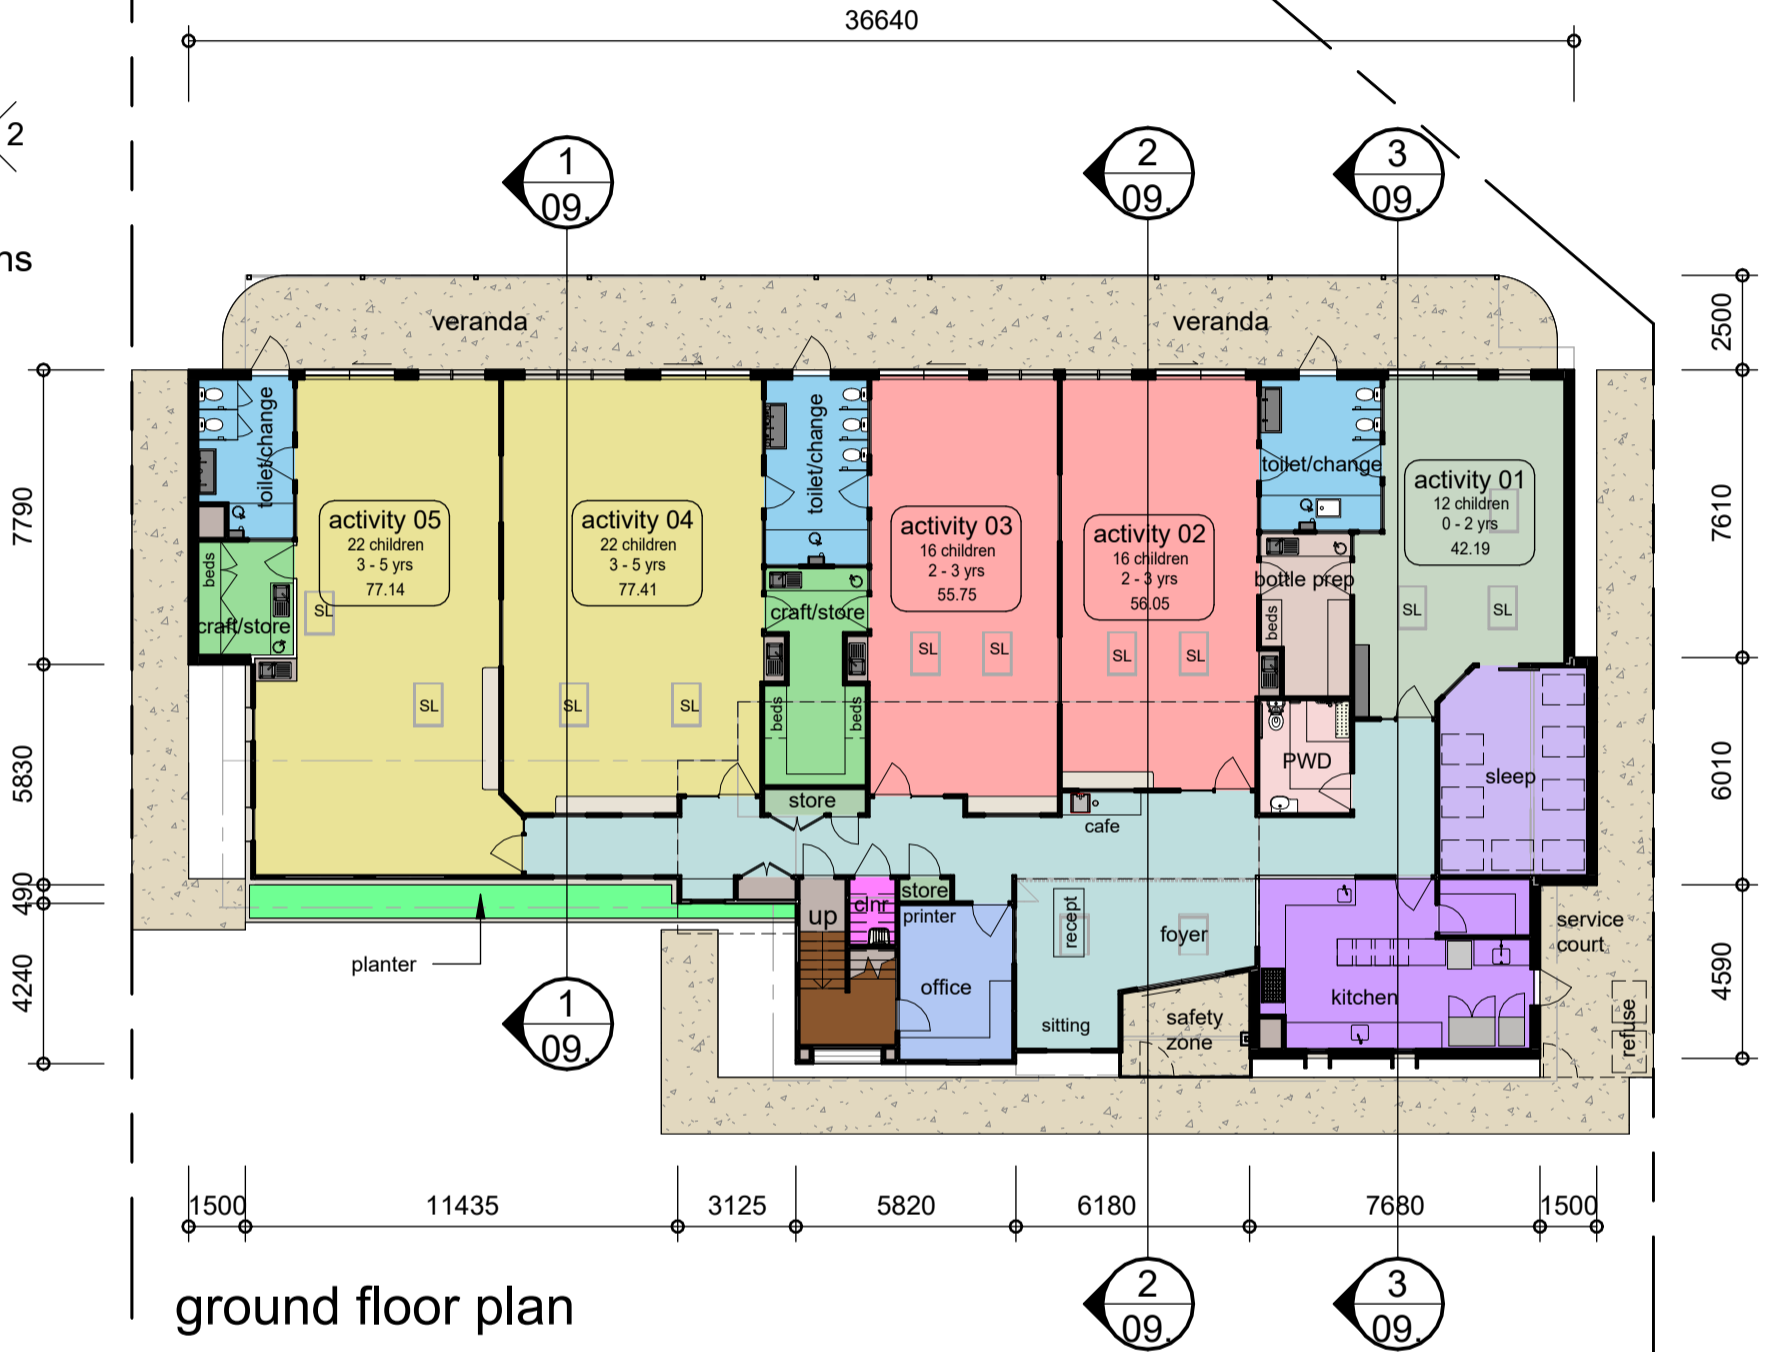 36640
2
1
09.
2
09.
3
09.
ns
veranda
veranda
2500
7790
5830
490
4240
7610
6010
4590
toilet/change
toilet/change
toilet/change
activity 05
22 children
3 - 5 yrs
77.14
activity 04
22 children
3 - 5 yrs
77.41
activity 03
16 children
2 - 3 yrs
55.75
activity 02
16 children
2 - 3 yrs
56.05
activity 01
12 children
0 - 2 yrs
42.19
beds
craft/store
SL
SL
SL
SL
craft/store
beds
beds
SL
SL
SL
SL
bottle prep
beds
SL
SL
PWD
sleep
store
cafe
up
clnr
store
printer
office
recept
foyer
sitting
safety
zone
kitchen
service
court
refuse
planter
1
09.
1500
11435
3125
5820
6180
7680
1500
2
09.
3
09.
ground floor plan